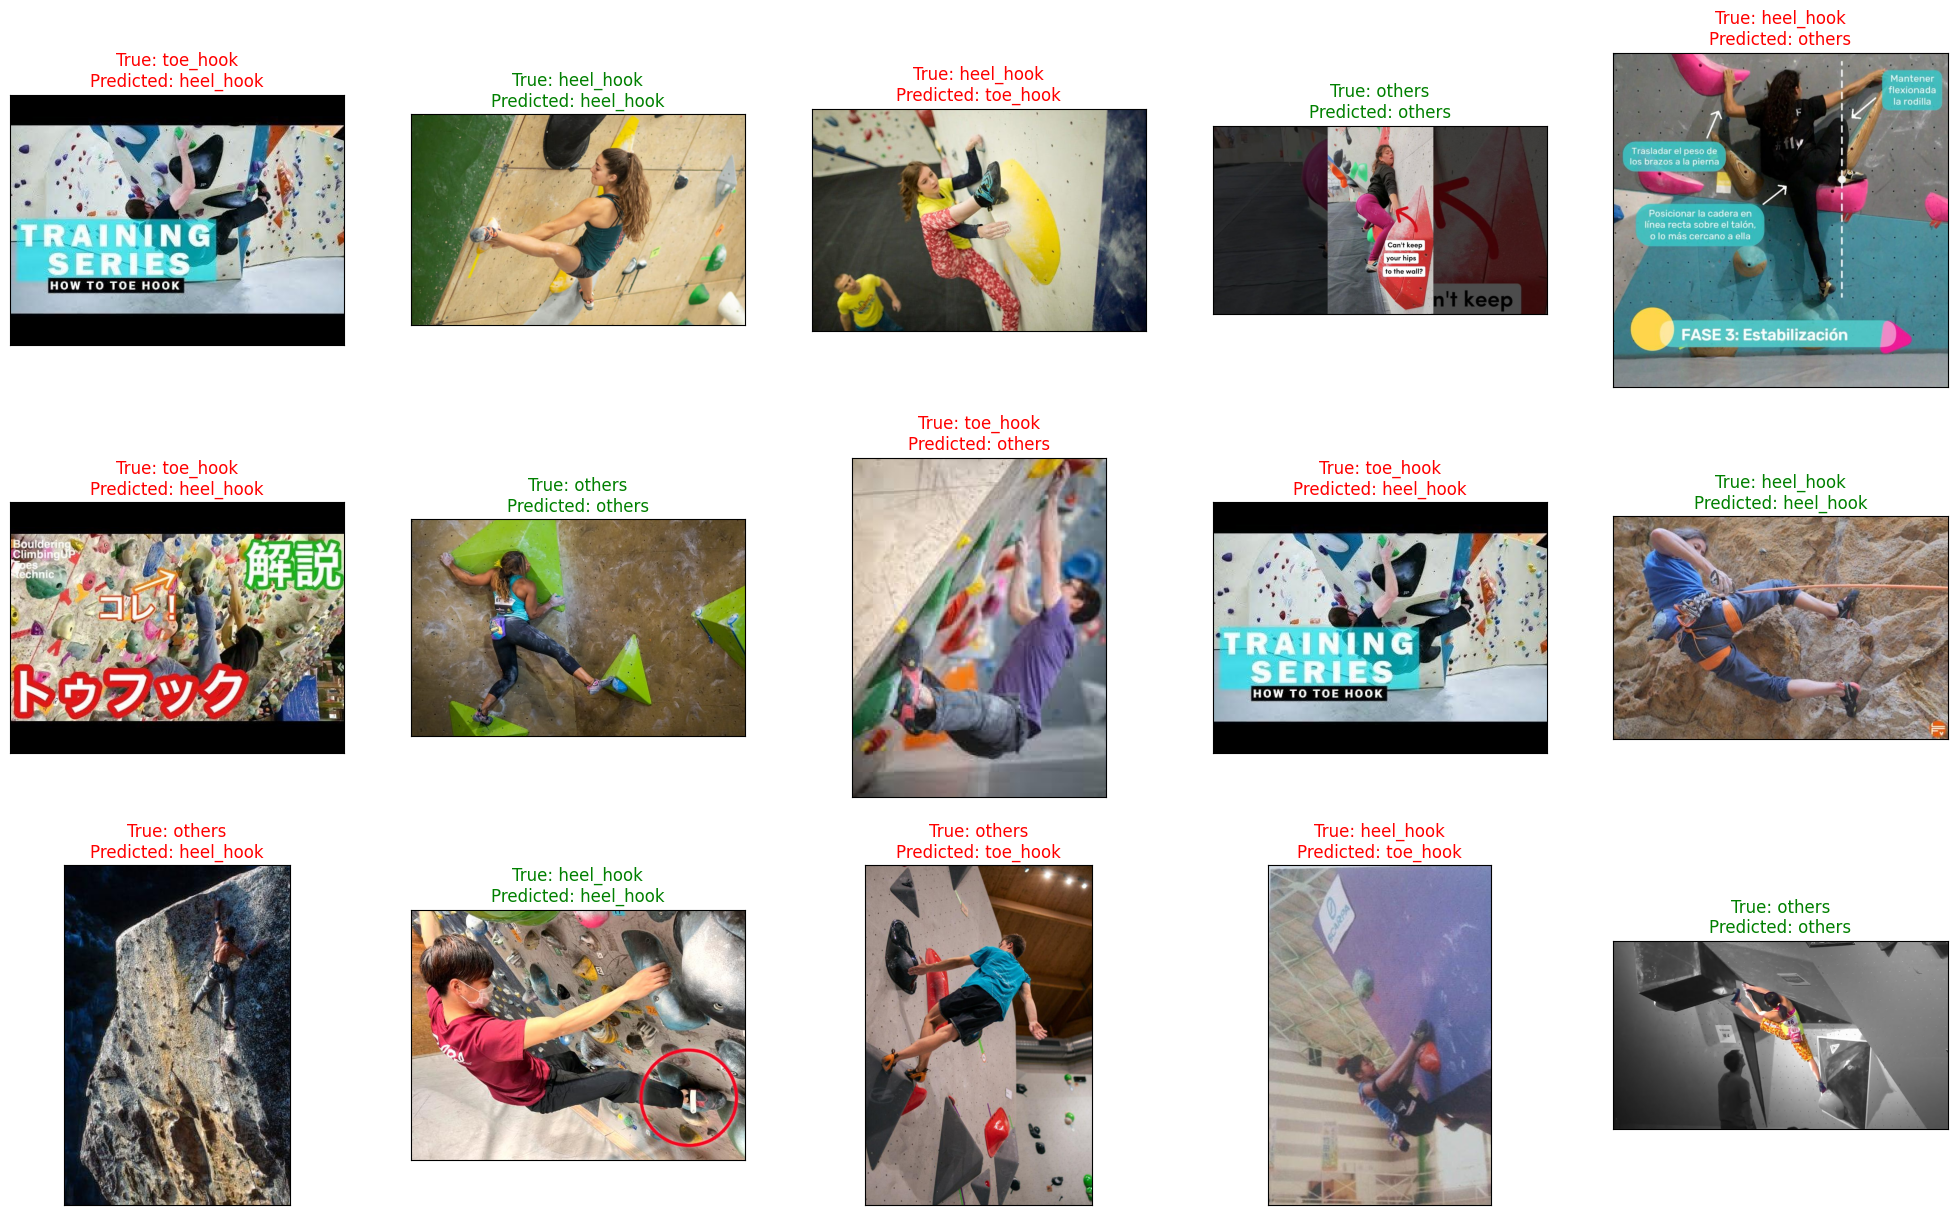 True: toe_hook
Predicted: heel_hook
TRAINING
SERIES
HOW TO TOE HOOK
True: heel_hook
Predicted: heel_hook
True: heel_hook
Predicted: toe_hook
True: others
Predicted: others
Can't keep
your hips
to the wall?
n't keep
True: heel_hook
Predicted: others
Mantener
flexionada
la rodilla
Trasladar el peso de
los brazos a la pierna
Posicionar la cadera en
línea recta sobre el talón,
o lo más cercano a ella
FASE 3: Estabilización
True: toe_hook
Predicted: heel_hook
Bouldering
ClimbingUP
Toes
Technic
解説
コレ！
トゥフック
True: others
Predicted: others
True: toe_hook
Predicted: others
True: toe_hook
Predicted: heel_hook
TRAINING
SERIES
HOW TO TOE HOOK
True: heel_hook
Predicted: heel_hook
True: others
Predicted: heel_hook
True: heel_hook
Predicted: heel_hook
True: others
Predicted: toe_hook
True: heel_hook
Predicted: toe_hook
True: others
Predicted: others